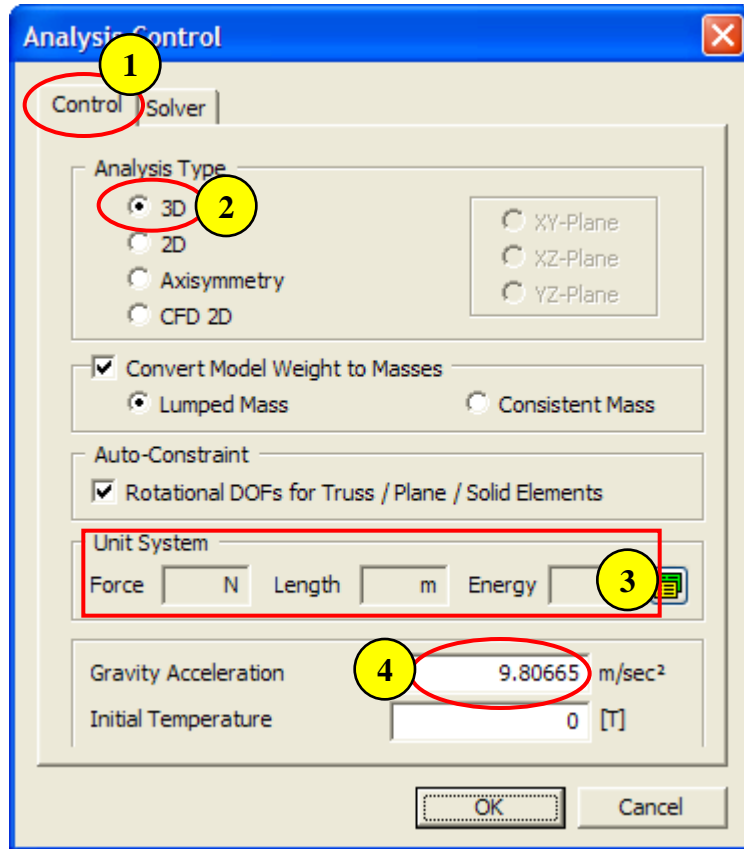 Analysis Control
1
Control Solver
Analysis Type
3D 2
XY-Plane
2D
XZ-Plane
Axisymmetry
YZ-Plane
CFD 2D
Convert Model Weight to Masses
Lumped Mass Consistent Mass
Auto-Constraint
Rotational DOFs for Truss / Plane / Solid Elements
Unit System
Force N Length m Energy 3
Gravity Acceleration 4 9.80665 m/sec²
Initial Temperature 0 [T]
OK Cancel